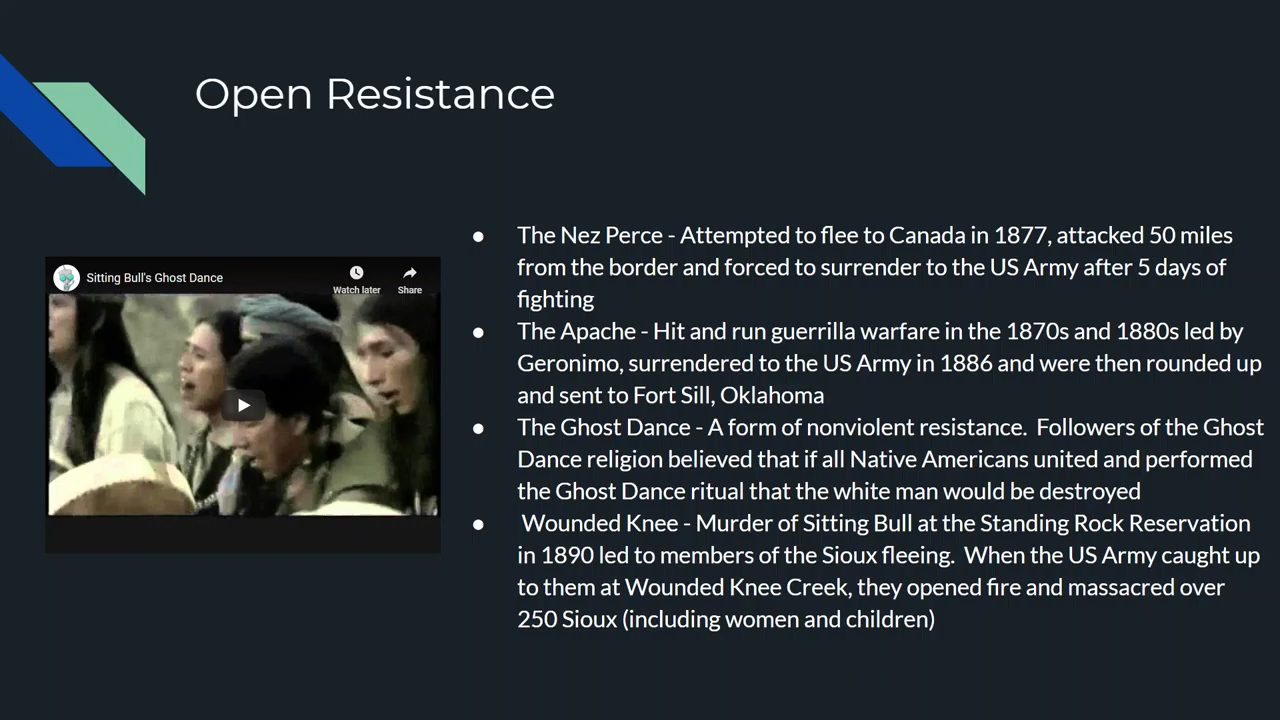 Open Resistance
Sitting Bull's Ghost Dance
Watch later
Share
● The Nez Perce - Attempted to flee to Canada in 1877, attacked 50 miles
from the border and forced to surrender to the US Army after 5 days of
fighting
● The Apache - Hit and run guerrilla warfare in the 1870s and 1880s led by
Geronimo, surrendered to the US Army in 1886 and were then rounded up
and sent to Fort Sill, Oklahoma
● The Ghost Dance - A form of nonviolent resistance.  Followers of the Ghost
Dance religion believed that if all Native Americans united and performed
the Ghost Dance ritual that the white man would be destroyed
● Wounded Knee - Murder of Sitting Bull at the Standing Rock Reservation
in 1890 led to members of the Sioux fleeing.  When the US Army caught up
to them at Wounded Knee Creek, they opened fire and massacred over
250 Sioux (including women and children)